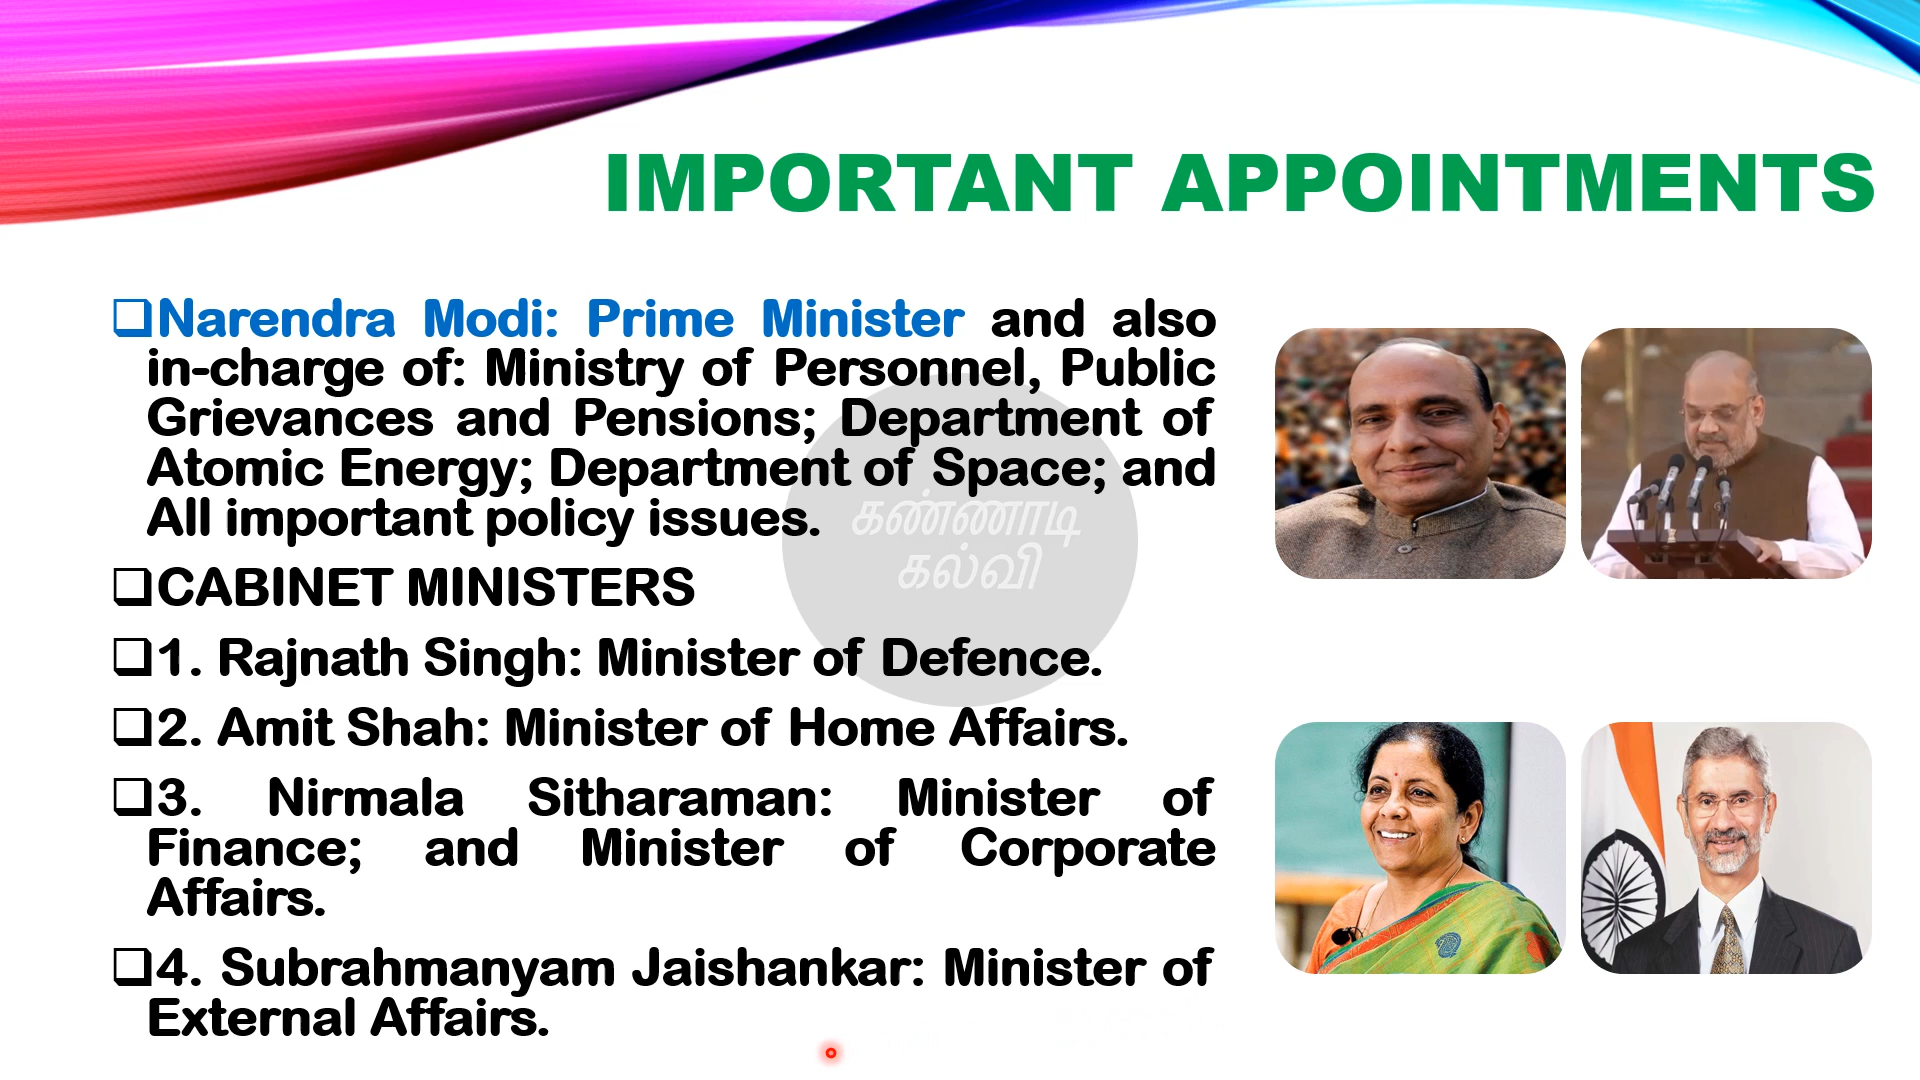 IMPORTANT APPOINTMENTS
❑Narendra Modi: Prime Minister and also
in-charge of: Ministry of Personnel, Public
Grievances and Pensions; Department of
Atomic Energy; Department of Space; and
All important policy issues.
❑CABINET MINISTERS
❑1. Rajnath Singh: Minister of Defence.
❑2. Amit Shah: Minister of Home Affairs.
❑3. Nirmala Sitharaman: Minister of
Finance; and Minister of Corporate
Affairs.
❑4. Subrahmanyam Jaishankar: Minister of
External Affairs.
கண்ணாடி
கல்வி